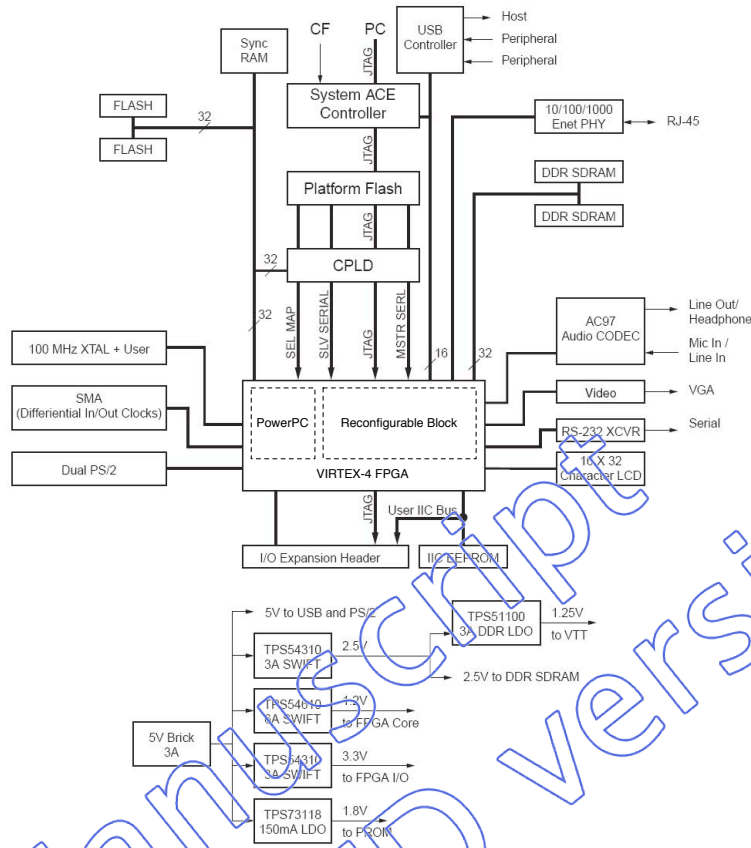 CF
PC
USB
Controller
Host
Peripheral
Peripheral
Sync
RAM
JTAG
System ACE
Controller
FLASH
32
FLASH
10/100/1000
Enet PHY
RJ-45
JTAG
Platform Flash
DDR SDRAM
DDR SDRAM
JTAG
32
CPLD
32
SEL MAP
SLV SERIAL
JTAG
MSTR SERL
16
32
AC97
Audio CODEC
Line Out/
Headphone
Mic In /
Line In
100 MHz XTAL + User
SMA
(Differiential In/Out Clocks)
Dual PS/2
PowerPC
Reconfigurable Block
VIRTEX-4 FPGA
Video
VGA
RS-232 XCVR
Serial
16 X 32
Character LCD
JTAG
User IIC Bus
I/O Expansion Header
IIC EEPROM
5V to USB and PS/2
TPS51100
3A DDR LDO
1.25V
to VTT
TPS54310
3A SWIFT
2.5V
2.5V to DDR SDRAM
TPS54610
6A SWIFT
1.2V
to FPGA Core
5V Brick
3A
TPS54310
3A SWIFT
3.3V
to FPGA I/O
TPS73118
150mA LDO
1.8V
to PROM